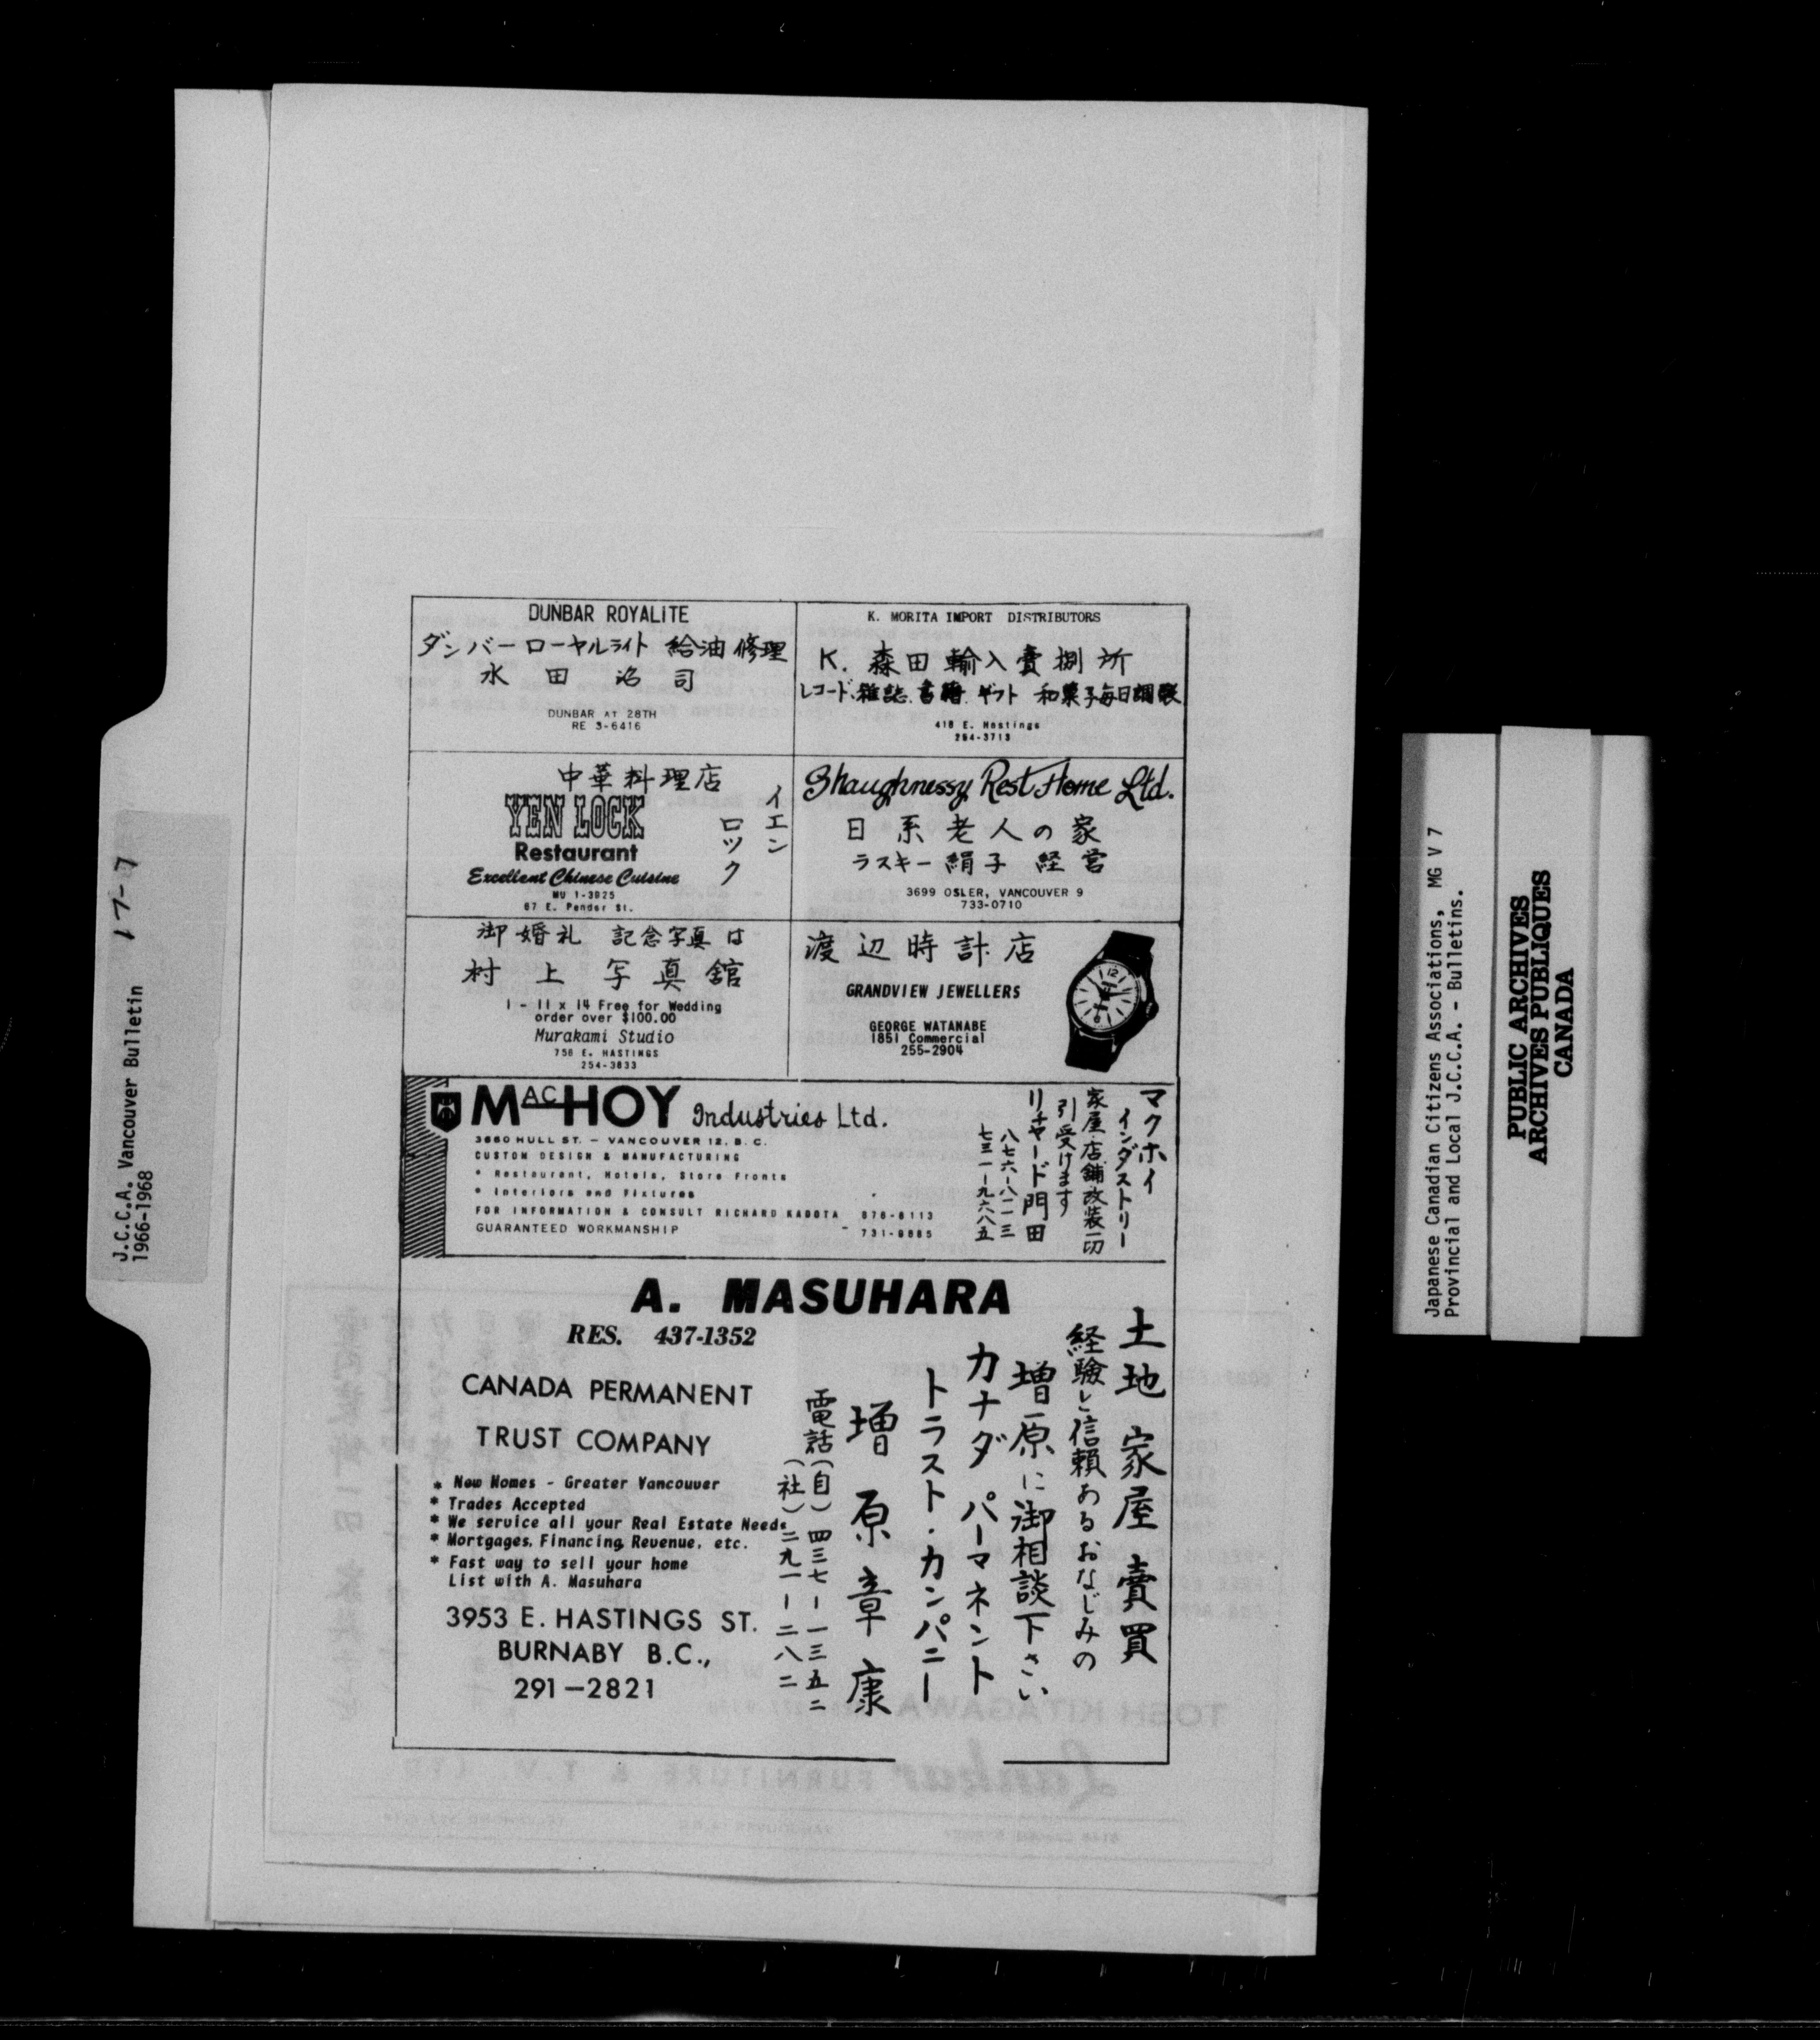 DUNBAR ROYALITE
ダンバーローヤルライト 給油修理
水田 治司
DUNBAR AT 28TH
RE 3-6416
K. MORITA IMPORT DISTRIBUTORS
K. 森田輸入賣捌所
レコード、雑誌、書籍、ギフト 和菓子毎日調製
418 E. Hastings
254-3713
中華料理店
イエン
ロック
YEN LOCK
Restaurant
Excellent Chinese Cuisine
MU 1-3925
67 E. Pender St.
Shaughnessy Rest Home Ltd.
日系老人の家
ラスキー絹子 経営
3699 OSLER, VANCOUVER 9
733-0710
御婚礼 記念写真は
村上写真舘
1 - 11 x 14 Free for Wedding
order over $100.00
Murakami Studio
756 E. HASTINGS
254-3833
渡辺時計店
GRANDVIEW JEWELLERS
GEORGE WATANABE
1851 Commercial
255-2904
MACHOY Industries Ltd.
3660 HULL ST. - VANCOUVER 12, B.C.
CUSTOM DESIGN & MANUFACTURING
* Restaurant, Hotels, Store Fronts
* Interiors and Fixtures
FOR INFORMATION & CONSULT RICHARD KADOTA 876-8113
GUARANTEED WORKMANSHIP - 731-9685
マクホイ
インダストリー
家屋.店舗改装一切
引受けます
リチャード門田
八七六-八一一三
七三一-九六八五
A. MASUHARA
RES. 437-1352
CANADA PERMANENT
TRUST COMPANY
* New Homes - Greater Vancouver
* Trades Accepted
* We service all your Real Estate Needs
* Mortgages, Financing, Revenue, etc.
* Fast way to sell your home
List with A. Masuhara
3953 E. HASTINGS ST.
BURNABY B.C.,
291-2821
土地家屋賣買
経験と信頼あるおなじみの
増原に御相談下さい
カナダ パーマネント
トラスト・カンパニー
増原章康
電話(自)四三七-一三五二
(社)二九一-二八二
J.C.C.A. Vancouver Bulletin 17-7
1966-1968
Japanese Canadian Citizens Associations, MG V 7
Provincial and Local J.C.C.A. - Bulletins.
PUBLIC ARCHIVES
ARCHIVES PUBLIQUES
CANADA